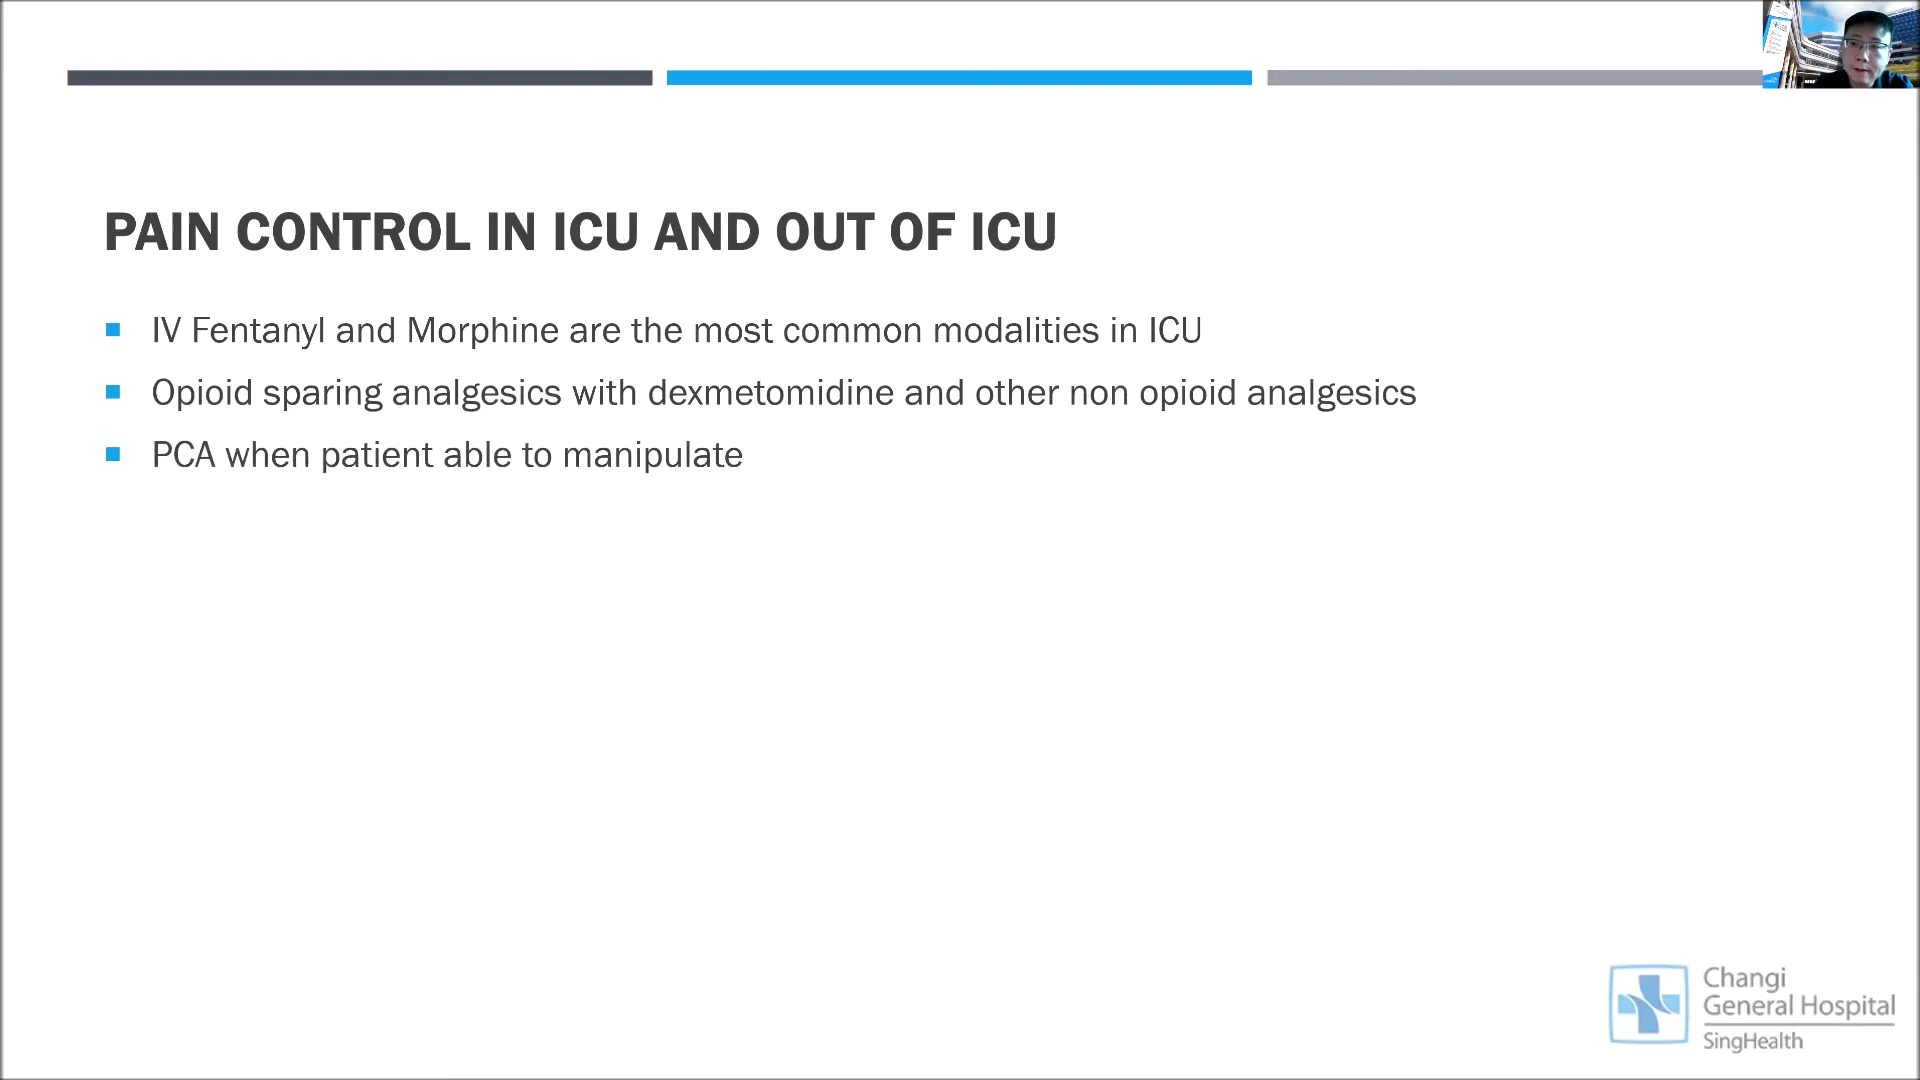 PAIN CONTROL IN ICU AND OUT OF ICU
IV Fentanyl and Morphine are the most common modalities in ICU
Opioid sparing analgesics with dexmetomidine and other non opioid analgesics
PCA when patient able to manipulate
Changi
General Hospital
SingHealth